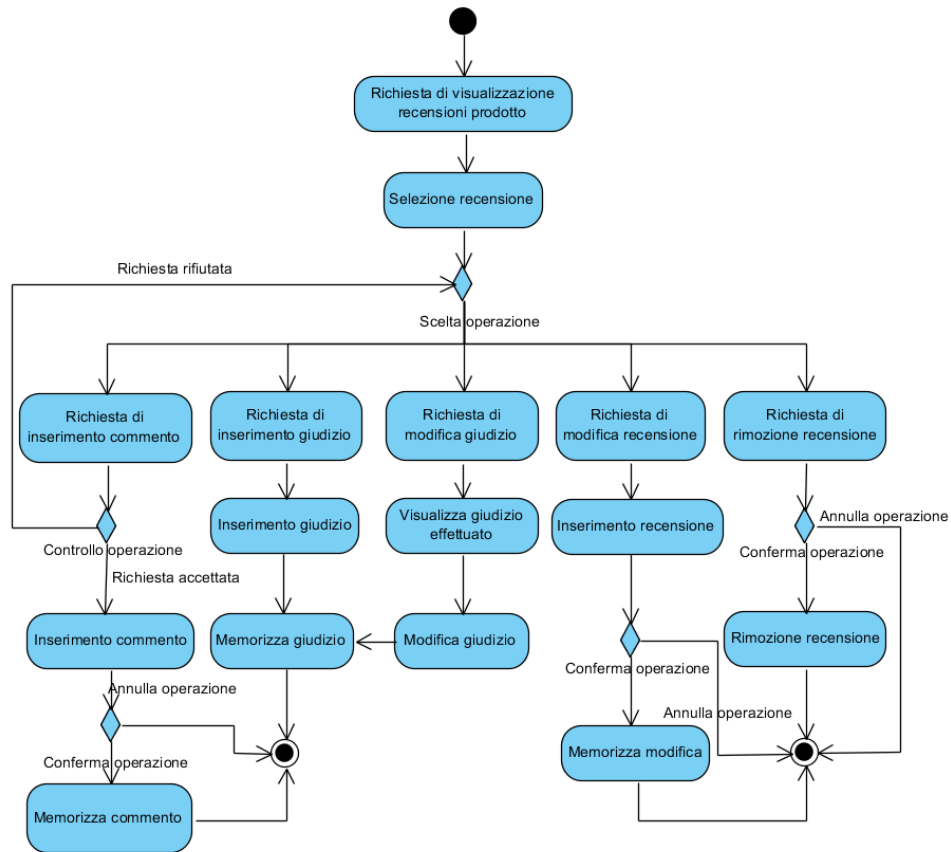 Richiesta di visualizzazione
recensioni prodotto
Selezione recensione
Richiesta rifiutata
Scelta operazione
Richiesta di
inserimento commento
Richiesta di
inserimento giudizio
Richiesta di
modifica giudizio
Richiesta di
modifica recensione
Richiesta di
rimozione recensione
Inserimento giudizio
Visualizza giudizio
effettuato
Inserimento recensione
Annulla operazione
Controllo operazione
Conferma operazione
Richiesta accettata
Inserimento commento
Memorizza giudizio
Modifica giudizio
Rimozione recensione
Conferma operazione
Annulla operazione
Annulla operazione
Conferma operazione
Memorizza modifica
Memorizza commento